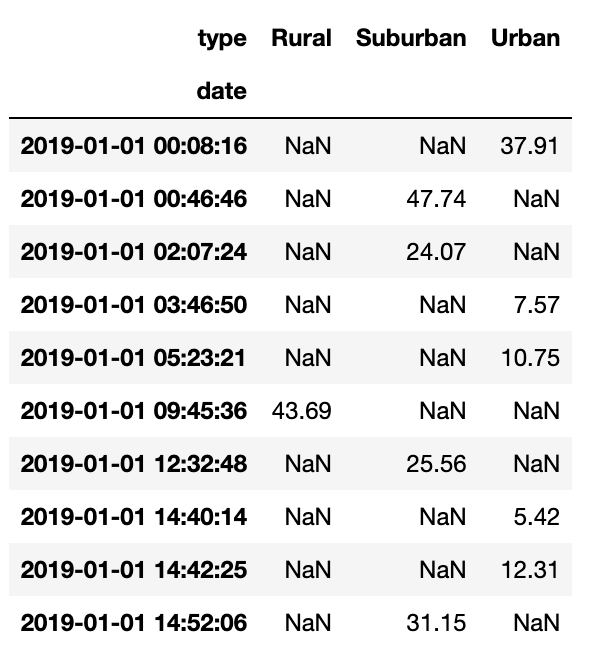 type Rural Suburban Urban
date
2019-01-01 00:08:16 NaN NaN 37.91
2019-01-01 00:46:46 NaN 47.74 NaN
2019-01-01 02:07:24 NaN 24.07 NaN
2019-01-01 03:46:50 NaN NaN 7.57
2019-01-01 05:23:21 NaN NaN 10.75
2019-01-01 09:45:36 43.69 NaN NaN
2019-01-01 12:32:48 NaN 25.56 NaN
2019-01-01 14:40:14 NaN NaN 5.42
2019-01-01 14:42:25 NaN NaN 12.31
2019-01-01 14:52:06 NaN 31.15 NaN